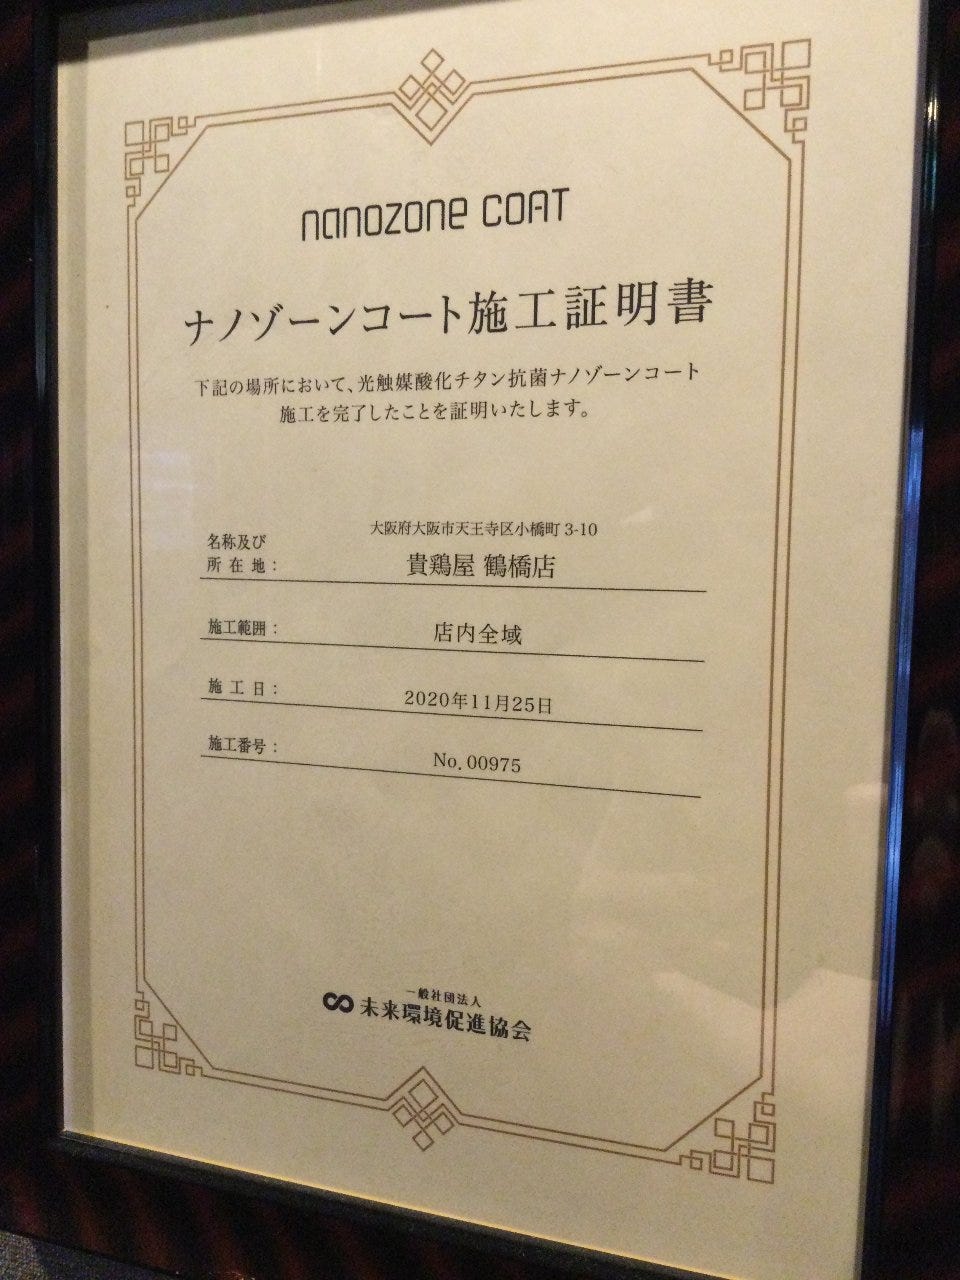 nanozone COAT
ナノゾーンコート施工証明書
下記の場所において、光触媒酸化チタン抗菌ナノゾーンコート
施工を完了したことを証明いたします。
大阪府大阪市天王寺区小橋町 3-10
名称及び
所在地： 貴鶏屋 鶴橋店
施工範囲： 店内全域
施工日： 2020年11月25日
施工番号： No.00975
一般社団法人
未来環境促進協会